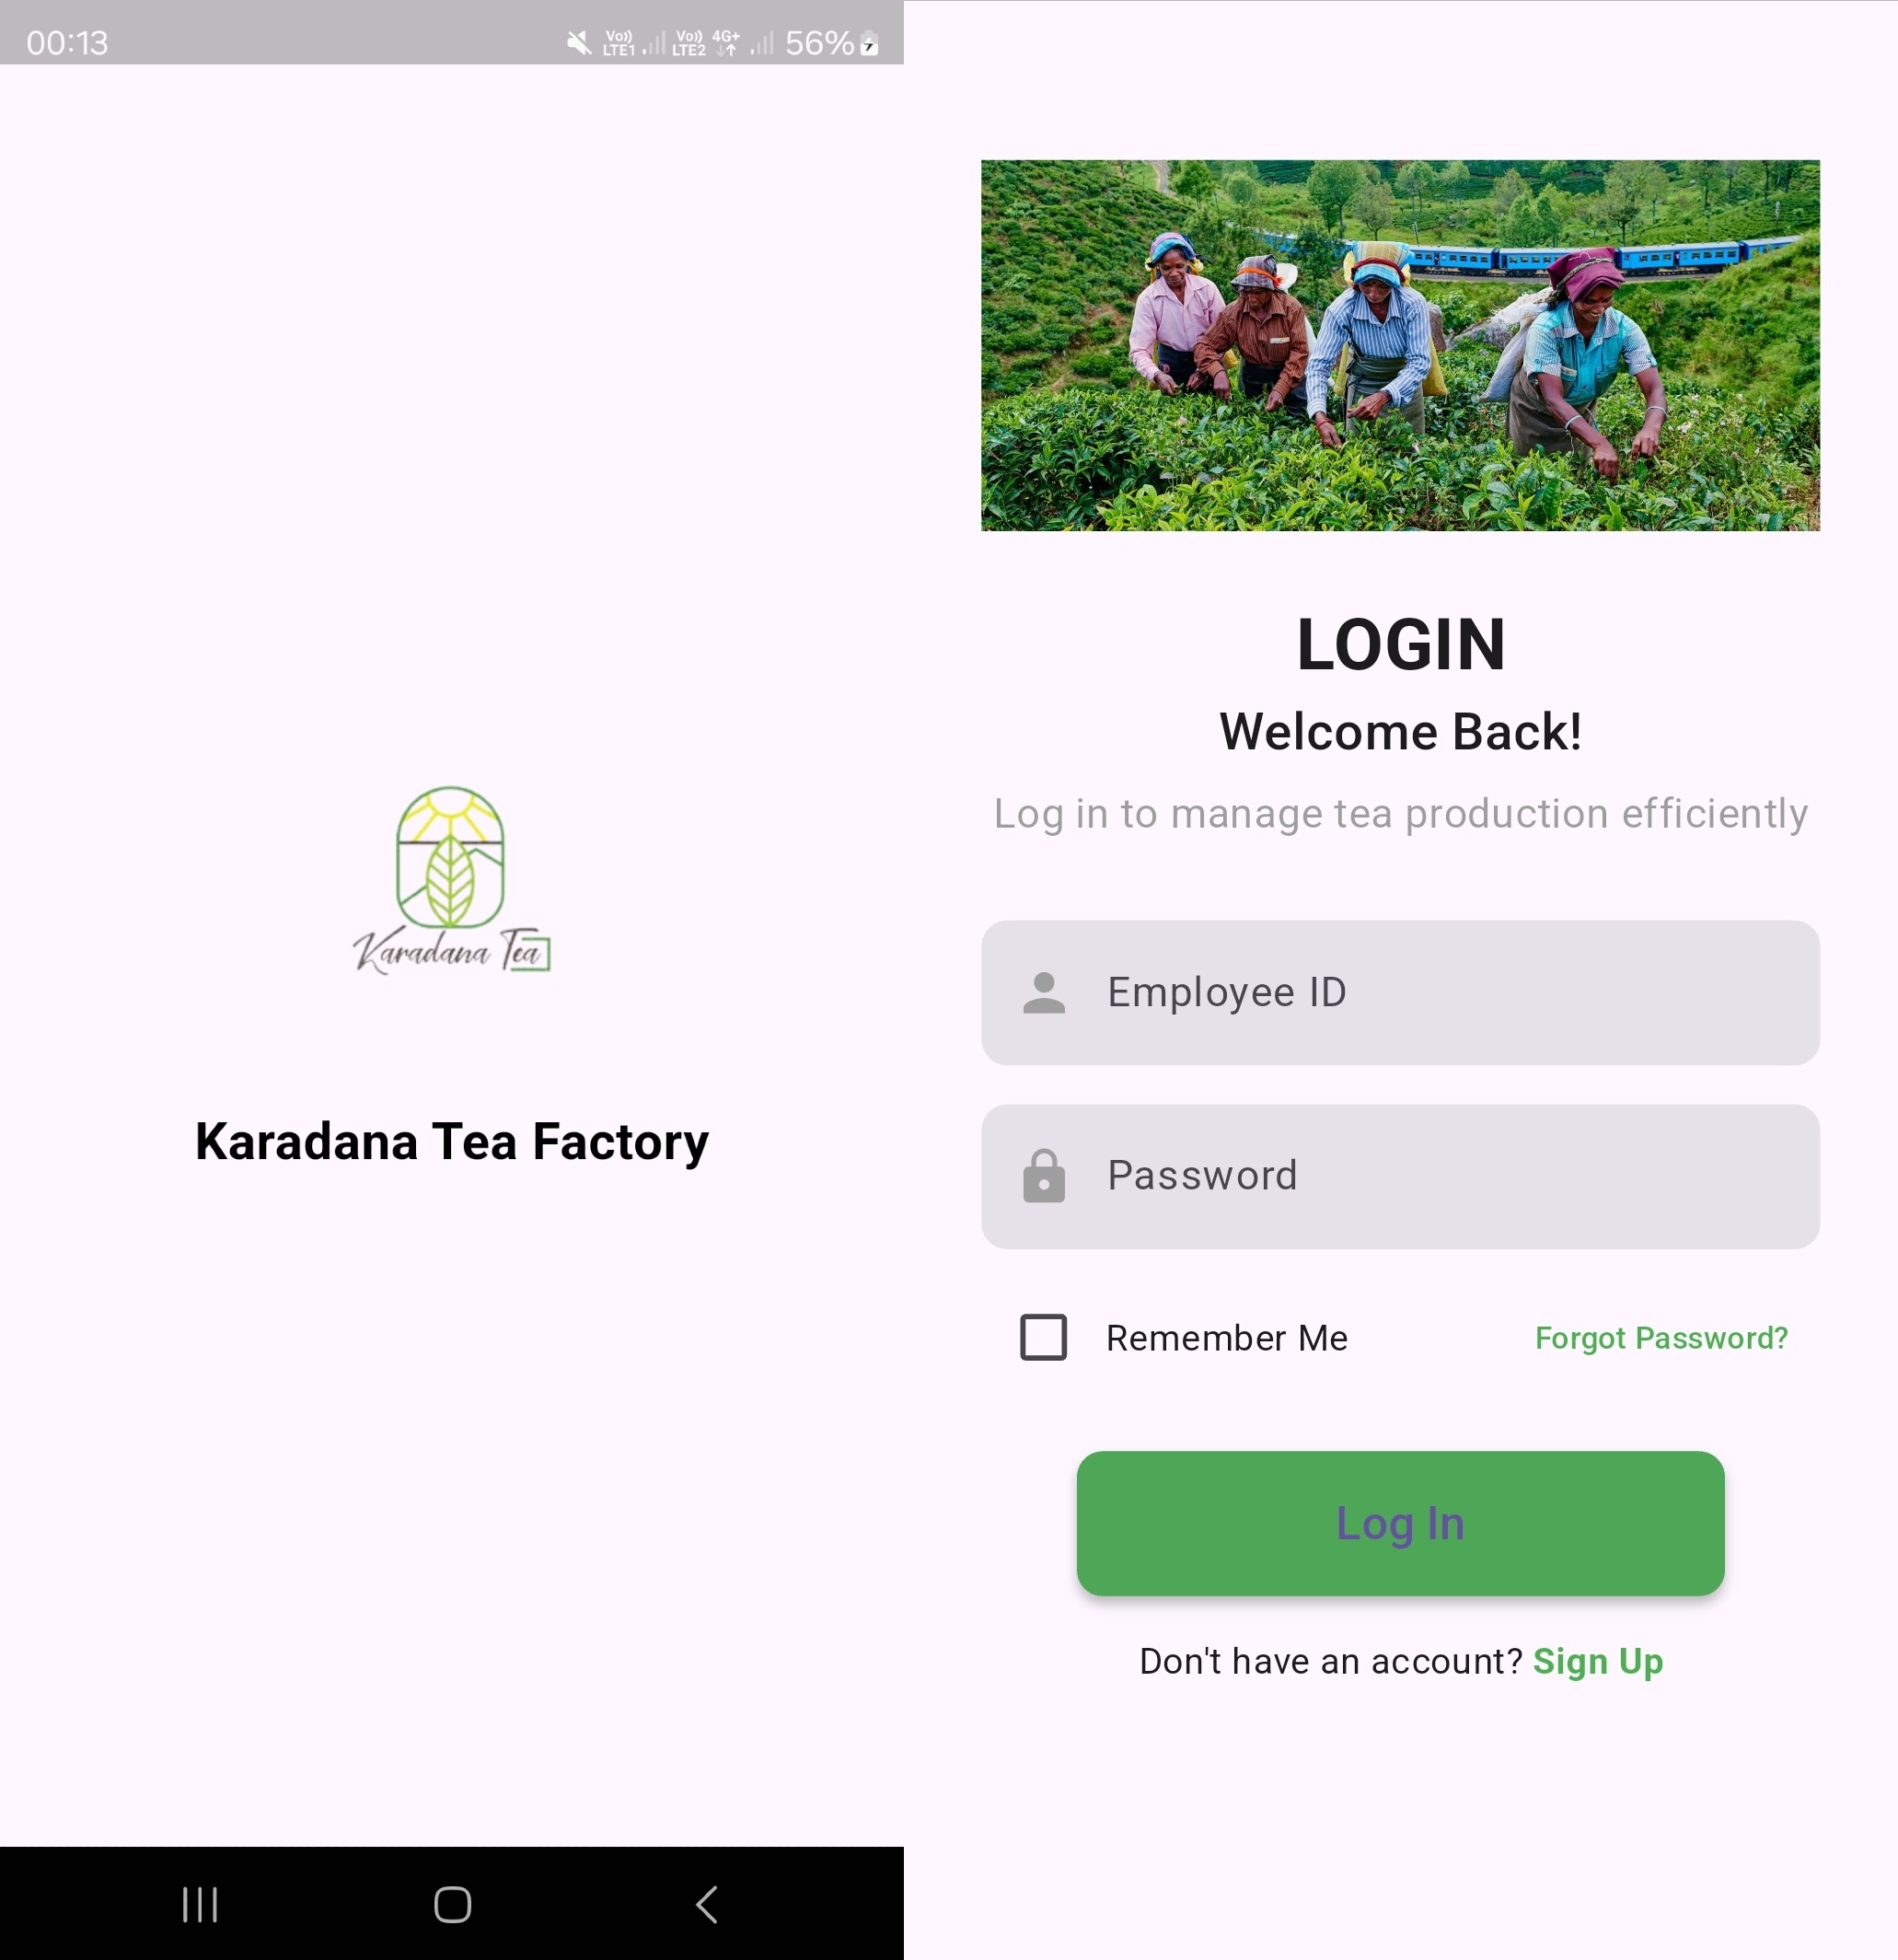 00:13
Vo)) LTE1 Vo)) LTE2 4G+ 56%
Karadana Tea
Karadana Tea Factory
LOGIN
Welcome Back!
Log in to manage tea production efficiently
Employee ID
Password
Remember Me Forgot Password?
Log In
Don't have an account? Sign Up